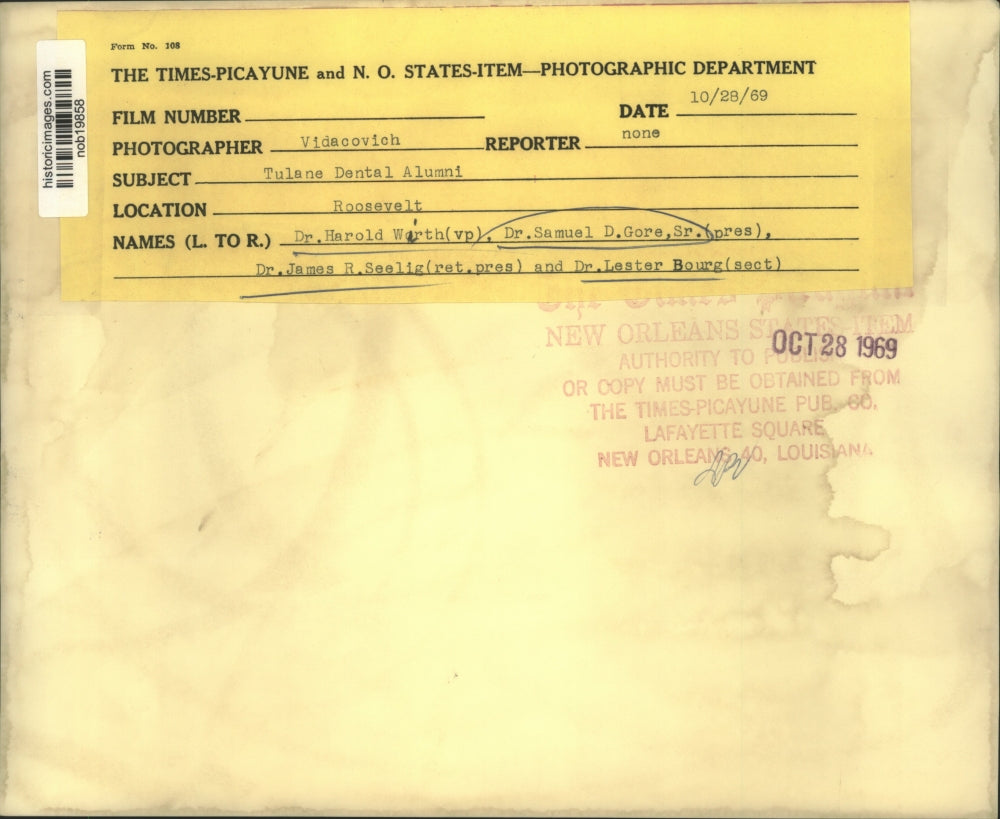 Form No. 108
THE TIMES-PICAYUNE and N. O. STATES-ITEM—PHOTOGRAPHIC DEPARTMENT
FILM NUMBER
DATE 10/28/69
PHOTOGRAPHER Vidacovich REPORTER none
SUBJECT Tulane Dental Alumni
LOCATION Roosevelt
NAMES (L. TO R.) Dr.Harold Wirth(vp), Dr.Samuel D.Gore,Sr.(pres),
Dr.James R.Seelig(ret.pres) and Dr.Lester Bourg(sect)
historicimages.com
nob19858
NEW ORLEANS STATES-ITEM
OCT 28 1969
AUTHORITY TO PUBLIS
OR COPY MUST BE OBTAINED FROM
THE TIMES-PICAYUNE PUB. CO.
LAFAYETTE SQUARE
NEW ORLEANS 40, LOUISIANA